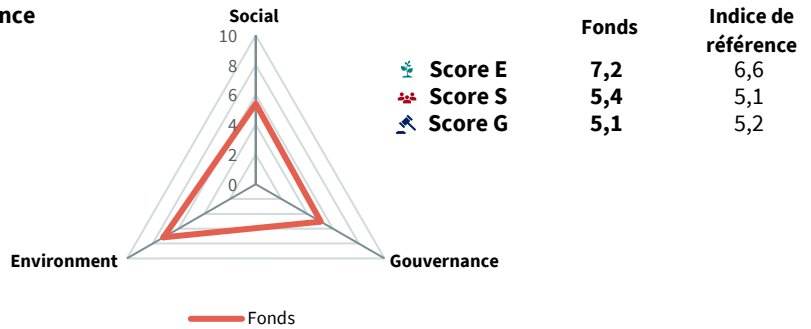 nce
Social
10
8
6
4
2
0
Environment
Gouvernance
Fonds
Fonds
Indice de
référence
Score E 7,2 6,6
Score S 5,4 5,1
Score G 5,1 5,2